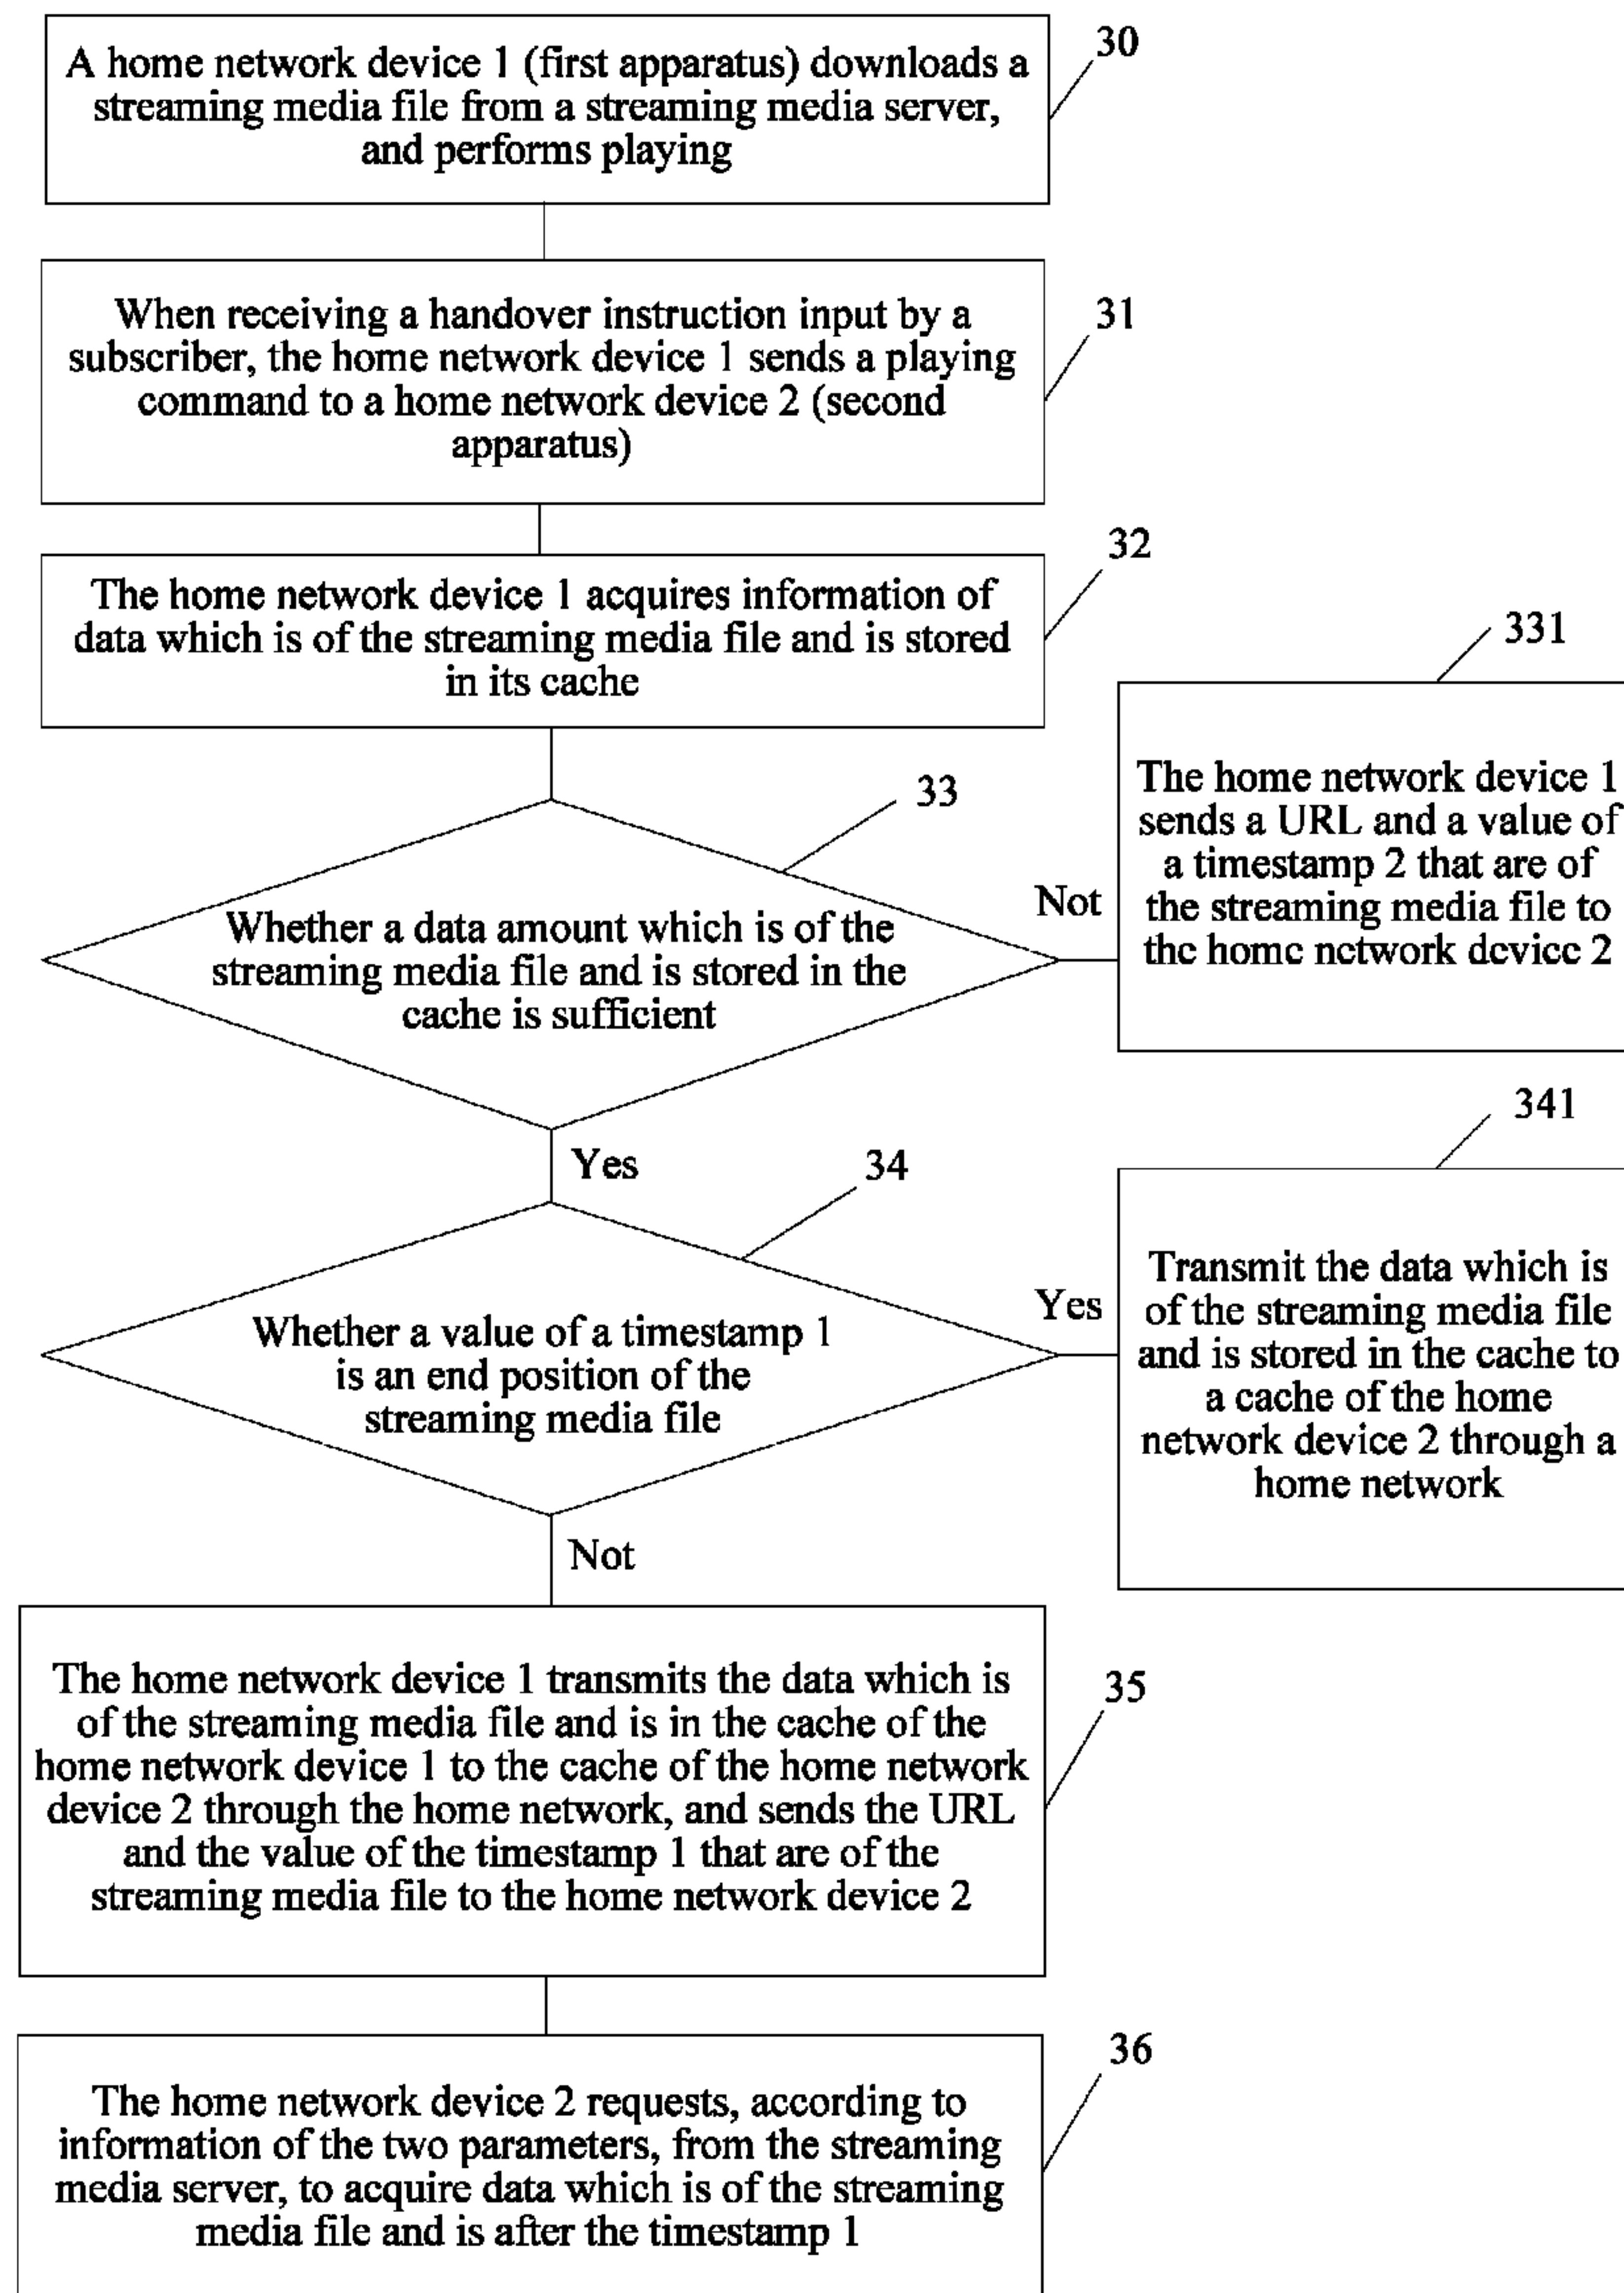 30
A home network device 1 (first apparatus) downloads a
streaming media file from a streaming media server,
and performs playing
31
When receiving a handover instruction input by a
subscriber, the home network device 1 sends a playing
command to a home network device 2 (second
apparatus)
32
The home network device 1 acquires information of
data which is of the streaming media file and is stored
in its cache
331
The home network device 1
sends a URL and a value of
a timestamp 2 that are of
the streaming media file to
the home network device 2
33
Not
Whether a data amount which is of the
streaming media file and is stored in the
cache is sufficient
Yes
34
341
Yes
Whether a value of a timestamp 1
is an end position of the
streaming media file
Transmit the data which is
of the streaming media file
and is stored in the cache to
a cache of the home
network device 2 through a
home network
Not
35
The home network device 1 transmits the data which is
of the streaming media file and is in the cache of the
home network device 1 to the cache of the home network
device 2 through the home network, and sends the URL
and the value of the timestamp 1 that are of the
streaming media file to the home network device 2
36
The home network device 2 requests, according to
information of the two parameters, from the streaming
media server, to acquire data which is of the streaming
media file and is after the timestamp 1